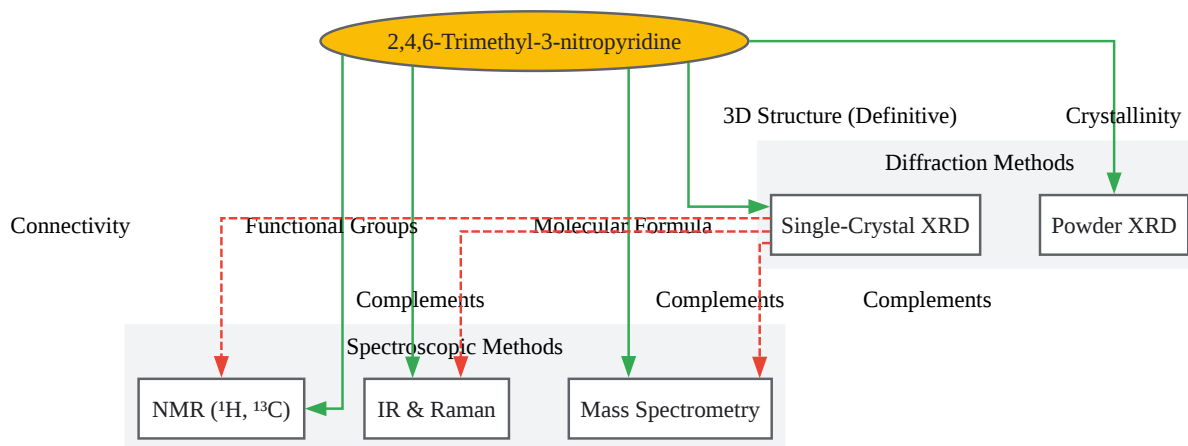 2,4,6-Trimethyl-3-nitropyridine
3D Structure (Definitive)
Crystallinity
Diffraction Methods
Connectivity
Functional Groups
Molecular Formula
Single-Crystal XRD
Powder XRD
Complements
Complements
Complements
Spectroscopic Methods
NMR (¹H, ¹³C)
IR & Raman
Mass Spectrometry